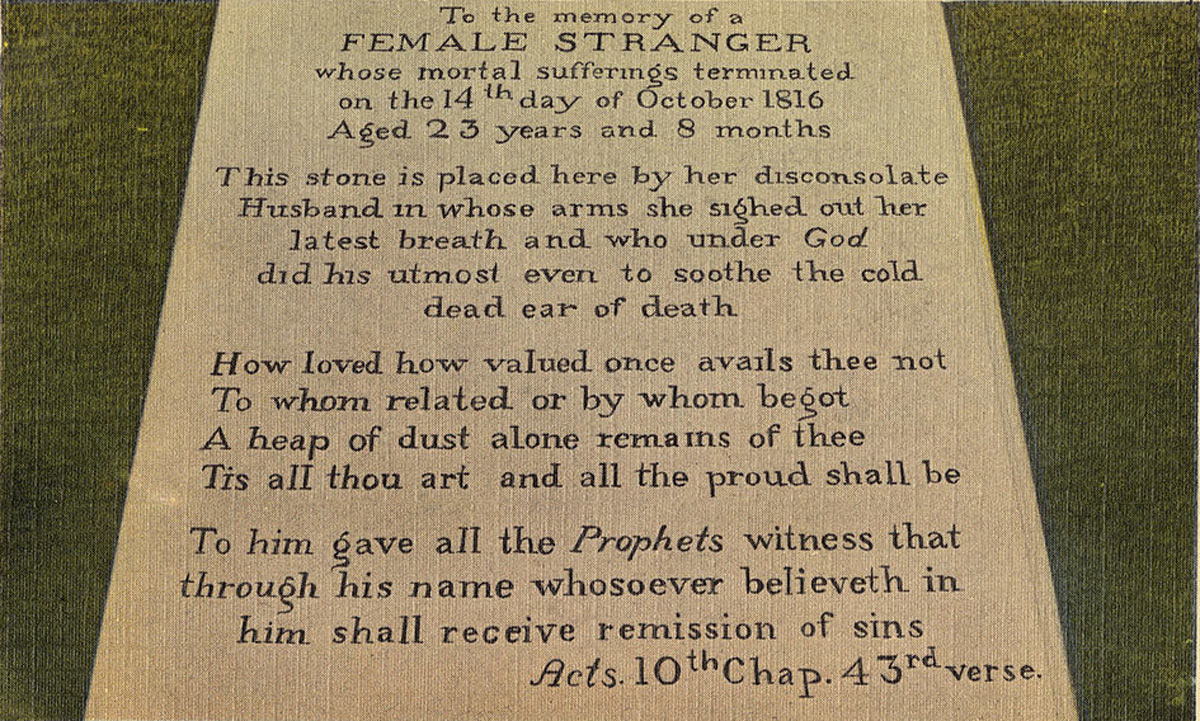 To the memory of a
FEMALE STRANGER
whose mortal sufferings terminated
on the 14th day of October 1816
Aged 23 years and 8 months
This stone is placed here by her disconsolate
Husband in whose arms she sighed out her
latest breath and who under God
did his utmost even to soothe the cold
dead ear of death
How loved how valued once avails thee not
To whom related or by whom begot
A heap of dust alone remains of thee
Tis all thou art and all the proud shall be
To him gave all the Prophets witness that
through his name whosoever believeth in
him shall receive remission of sins
Acts. 10th Chap. 43rd verse.